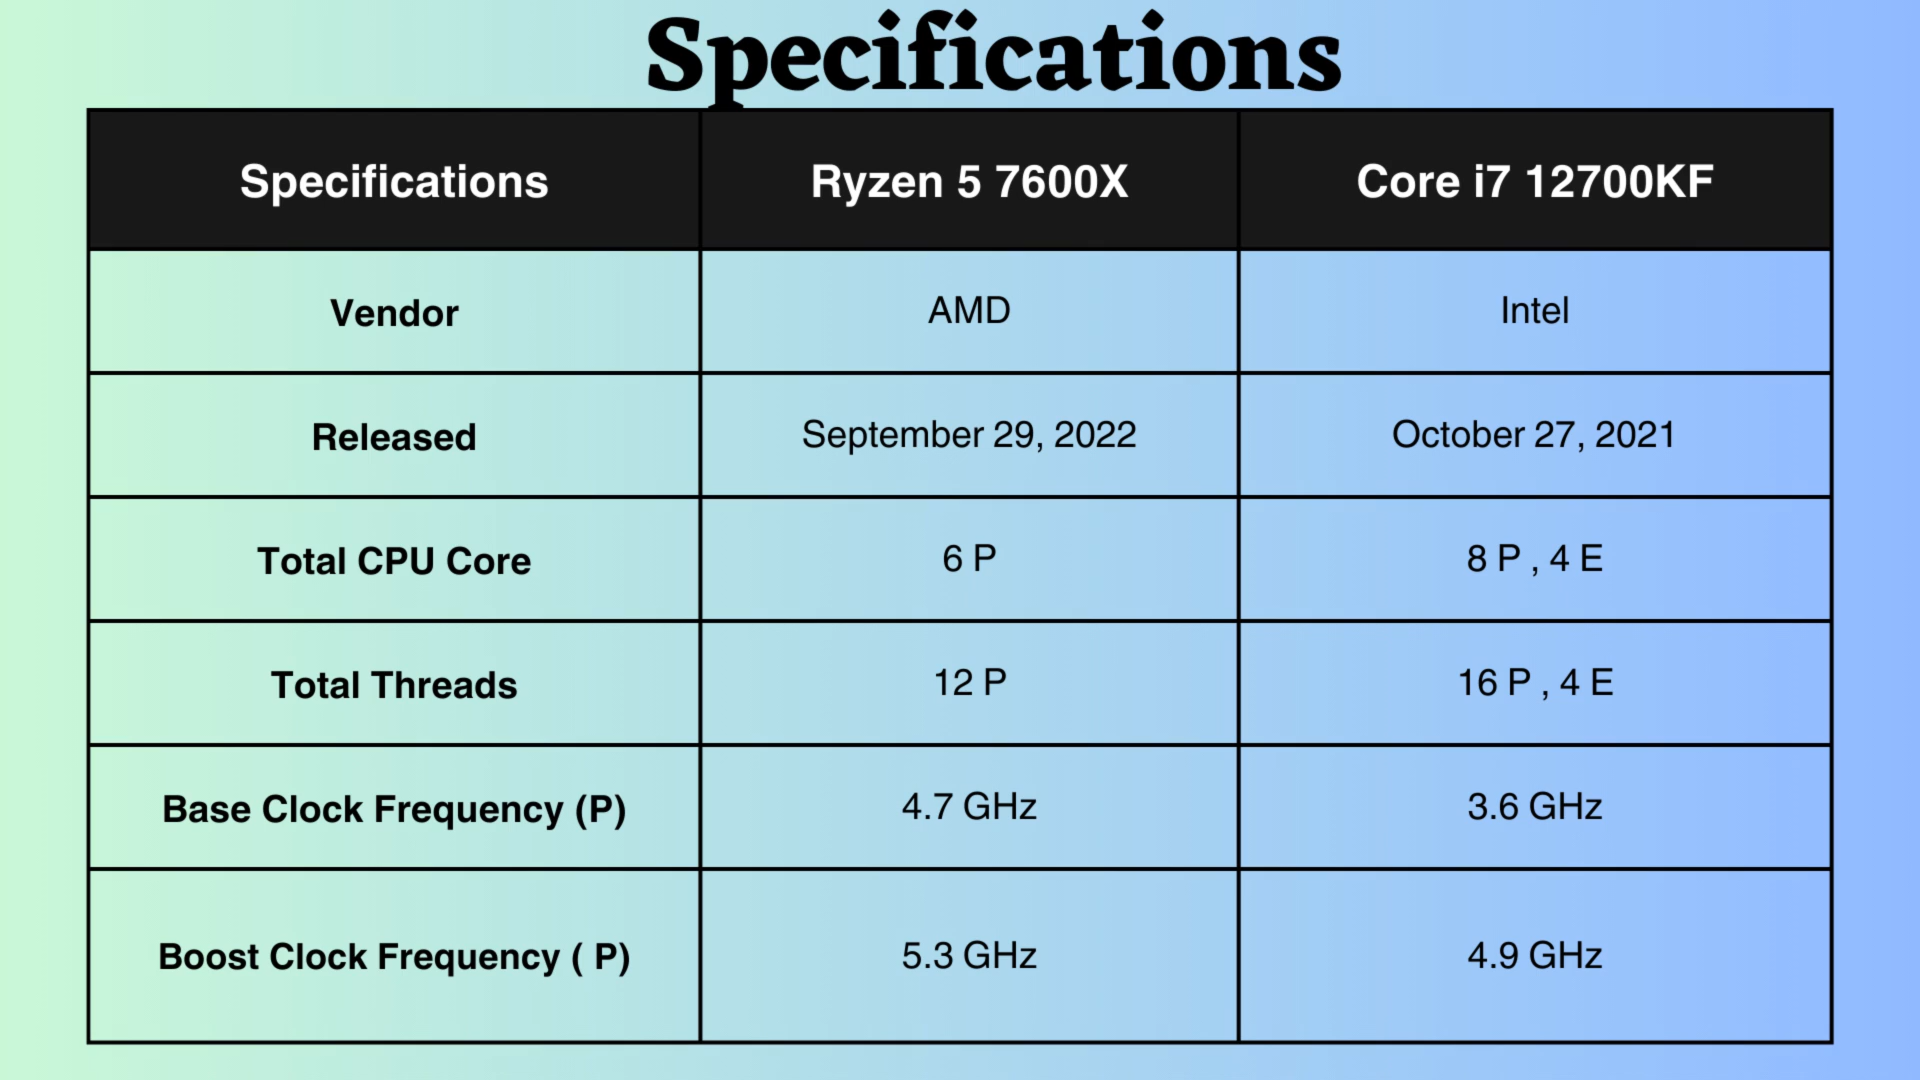 Specifications
Specifications Ryzen 5 7600X Core i7 12700KF
Vendor AMD Intel
Released September 29, 2022 October 27, 2021
Total CPU Core 6 P 8 P , 4 E
Total Threads 12 P 16 P , 4 E
Base Clock Frequency (P) 4.7 GHz 3.6 GHz
Boost Clock Frequency ( P) 5.3 GHz 4.9 GHz